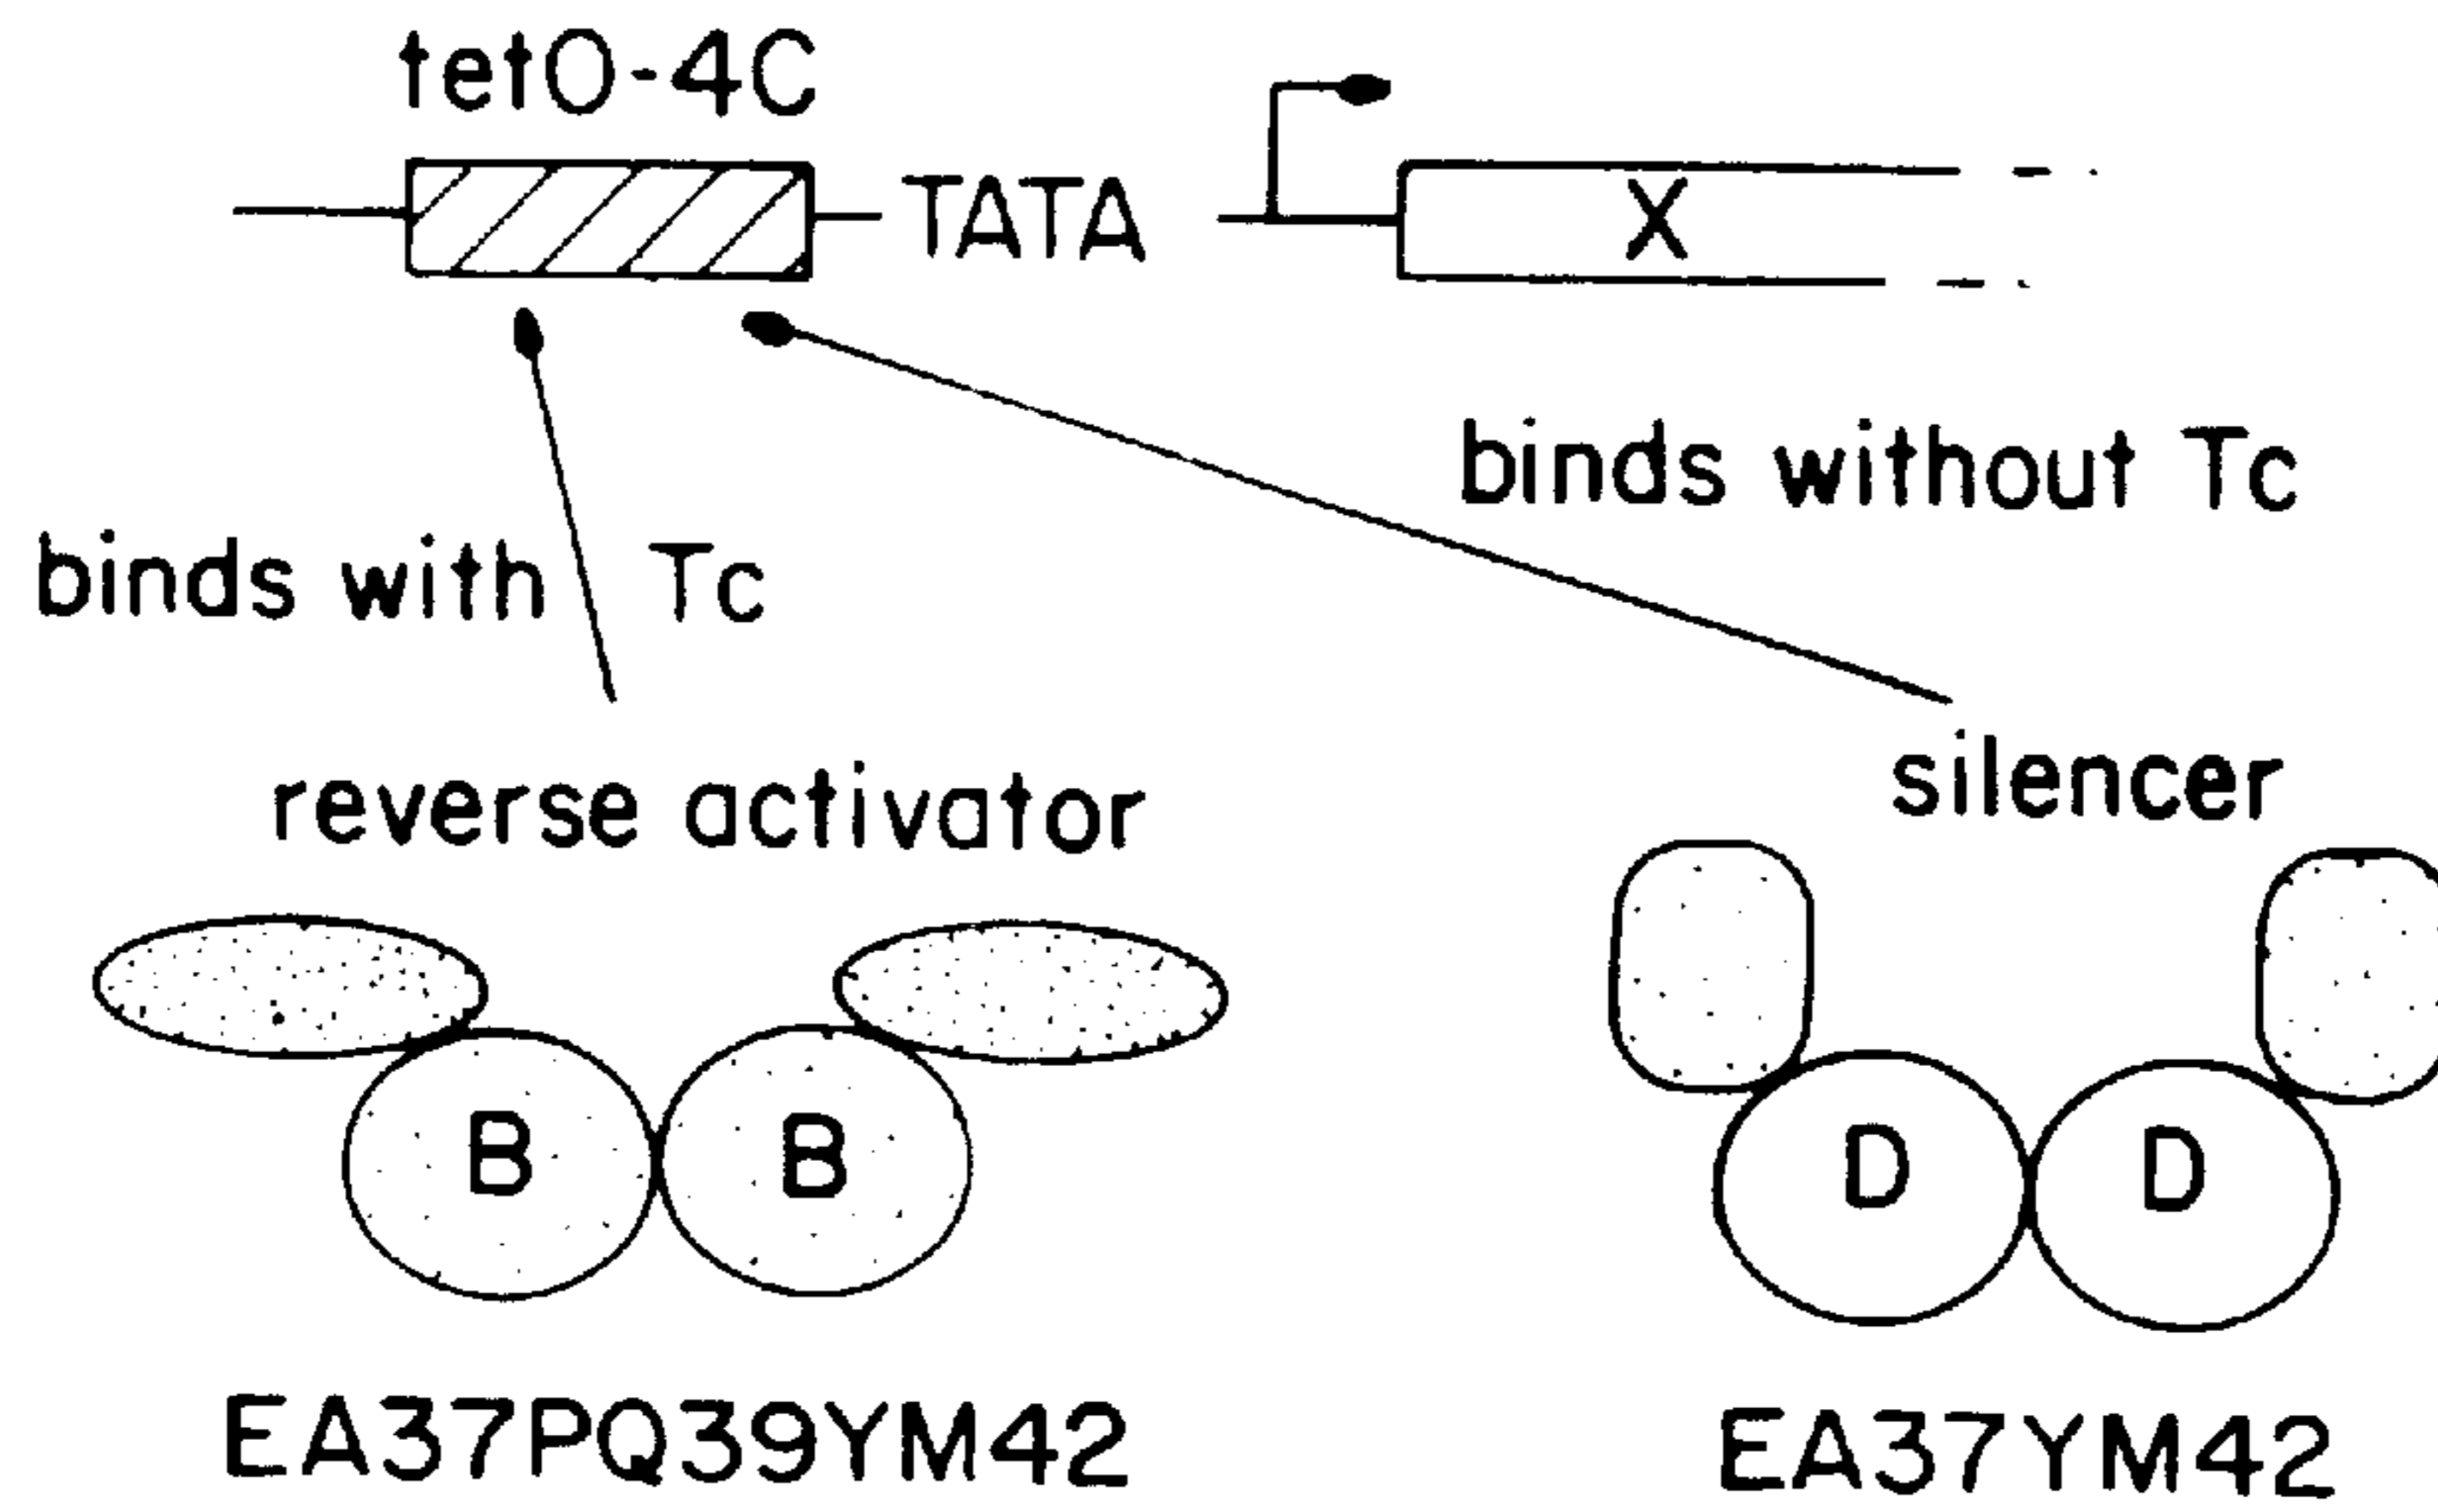 tetO-4C
TATA
X
binds without Tc
binds with Tc
reverse activator
silencer
B B
D D
EA37PQ39YM42
EA37YM42